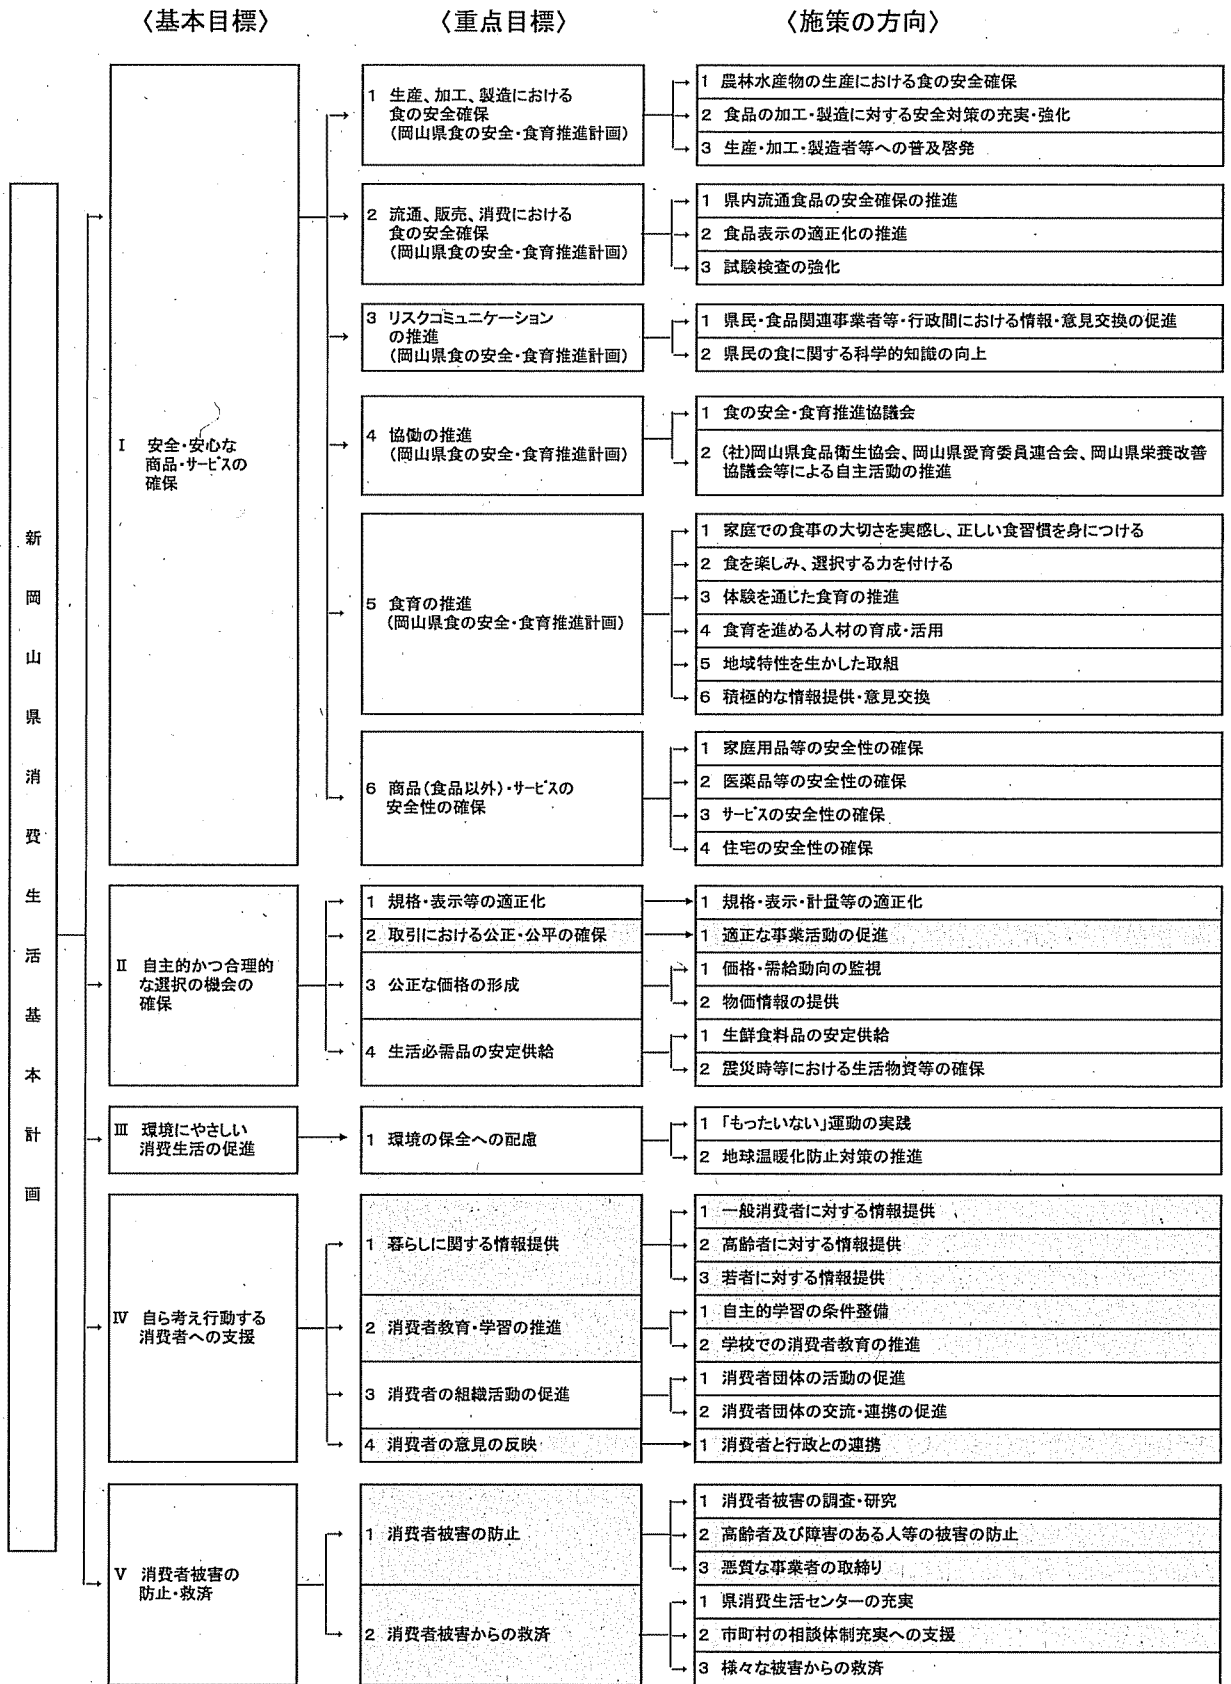 〈基本目標〉
〈重点目標〉
〈施策の方向〉
新岡山県消費生活基本計画
Ⅰ 安全・安心な
商品・サービスの
確保
1 生産、加工、製造における
食の安全確保
(岡山県食の安全・食育推進計画)
1 農林水産物の生産における食の安全確保
2 食品の加工・製造に対する安全対策の充実・強化
3 生産・加工・製造者等への普及啓発
2 流通、販売、消費における
食の安全確保
(岡山県食の安全・食育推進計画)
1 県内流通食品の安全確保の推進
2 食品表示の適正化の推進
3 試験検査の強化
3 リスクコミュニケーション
の推進
(岡山県食の安全・食育推進計画)
1 県民・食品関連事業者等・行政間における情報・意見交換の促進
2 県民の食に関する科学的知識の向上
4 協働の推進
(岡山県食の安全・食育推進計画)
1 食の安全・食育推進協議会
2 (社)岡山県食品衛生協会、岡山県愛育委員連合会、岡山県栄養改善
協議会等による自主活動の推進
5 食育の推進
(岡山県食の安全・食育推進計画)
1 家庭での食事の大切さを実感し、正しい食習慣を身につける
2 食を楽しみ、選択する力を付ける
3 体験を通じた食育の推進
4 食育を進める人材の育成・活用
5 地域特性を生かした取組
6 積極的な情報提供・意見交換
6 商品(食品以外)・サービスの
安全性の確保
1 家庭用品等の安全性の確保
2 医薬品等の安全性の確保
3 サービスの安全性の確保
4 住宅の安全性の確保
Ⅱ 自主的かつ合理的
な選択の機会の
確保
1 規格・表示等の適正化
1 規格・表示・計量等の適正化
2 取引における公正・公平の確保
1 適正な事業活動の促進
3 公正な価格の形成
1 価格・需給動向の監視
2 物価情報の提供
4 生活必需品の安定供給
1 生鮮食料品の安定供給
2 震災時等における生活物資等の確保
Ⅲ 環境にやさしい
消費生活の促進
1 環境の保全への配慮
1 「もったいない」運動の実践
2 地球温暖化防止対策の推進
Ⅳ 自ら考え行動する
消費者への支援
1 暮らしに関する情報提供
1 一般消費者に対する情報提供
2 高齢者に対する情報提供
3 若者に対する情報提供
2 消費者教育・学習の推進
1 自主的学習の条件整備
2 学校での消費者教育の推進
3 消費者の組織活動の促進
1 消費者団体の活動の促進
2 消費者団体の交流・連携の促進
4 消費者の意見の反映
1 消費者と行政との連携
Ⅴ 消費者被害の
防止・救済
1 消費者被害の防止
1 消費者被害の調査・研究
2 高齢者及び障害のある人等の被害の防止
3 悪質な事業者の取締り
2 消費者被害からの救済
1 県消費生活センターの充実
2 市町村の相談体制充実への支援
3 様々な被害からの救済